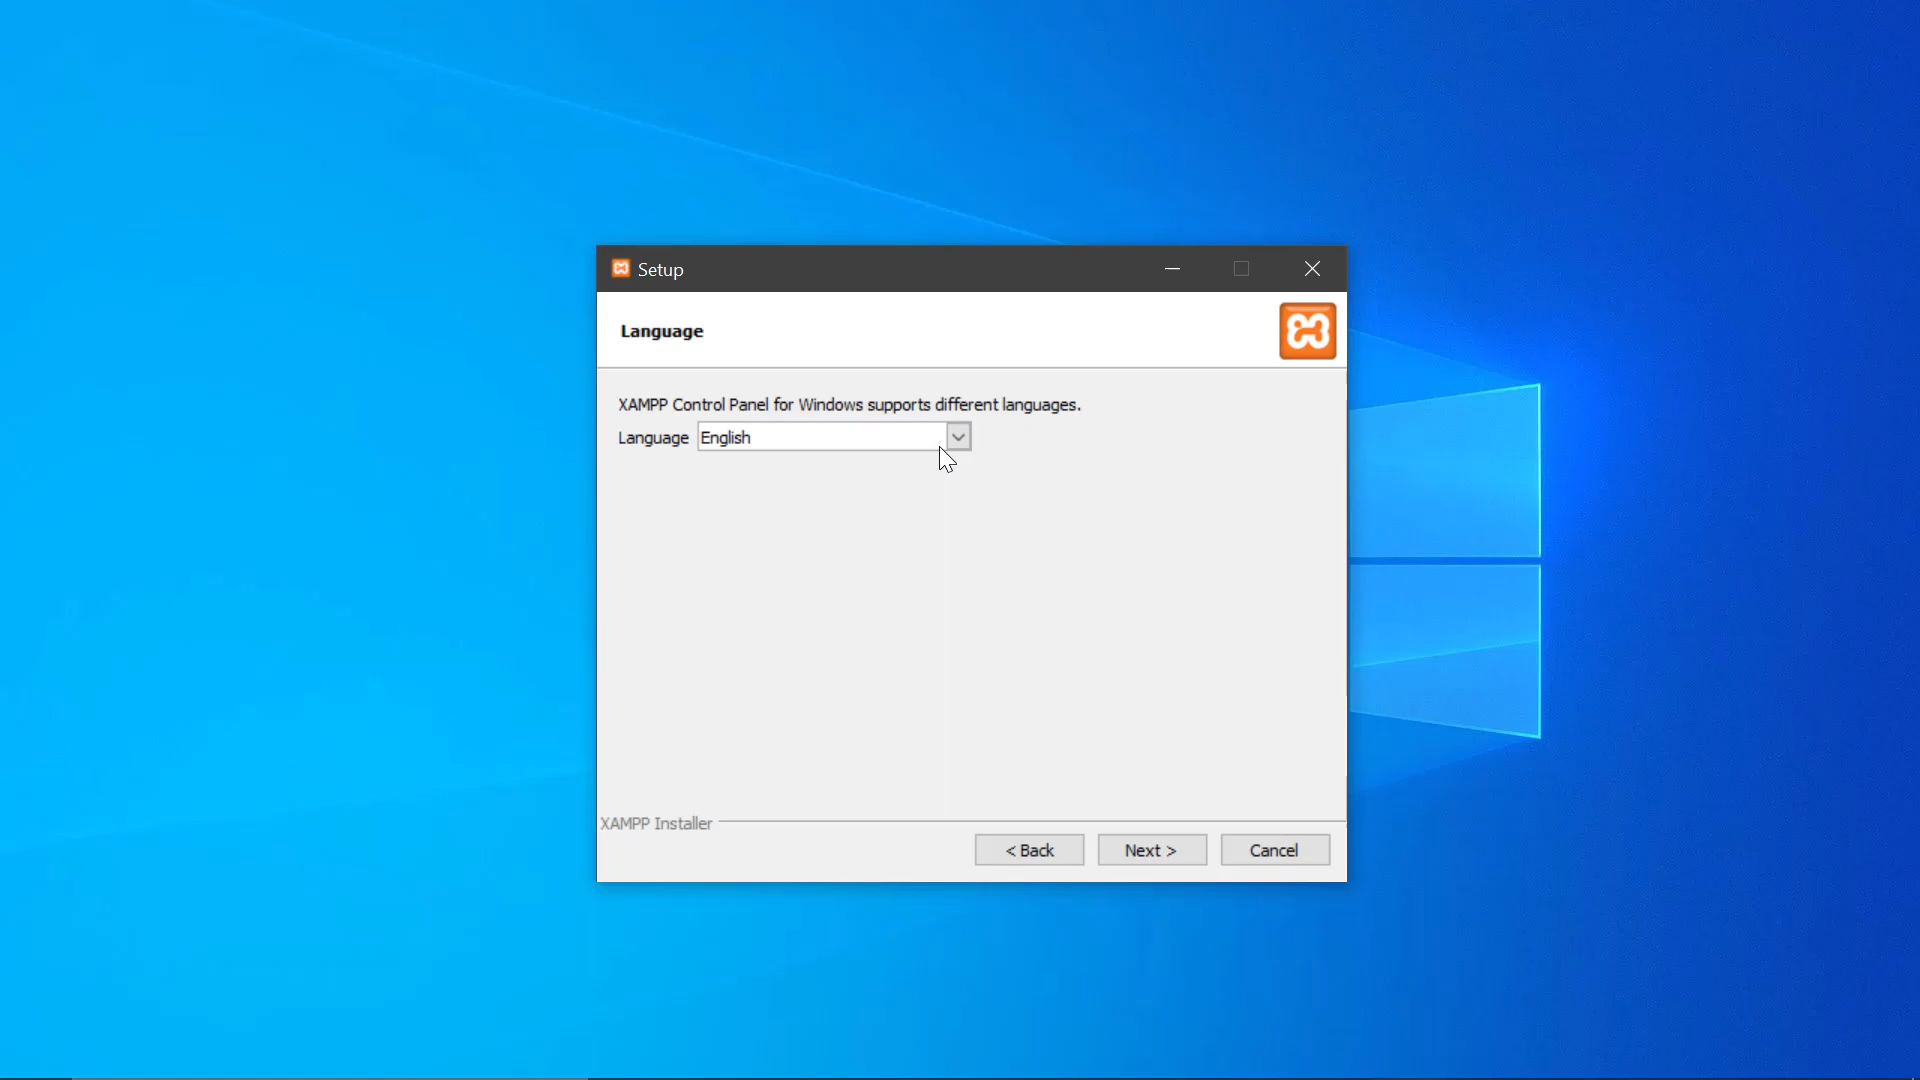 Setup
Language
XAMPP Control Panel for Windows supports different languages.
Language English
XAMPP Installer
< Back Next > Cancel